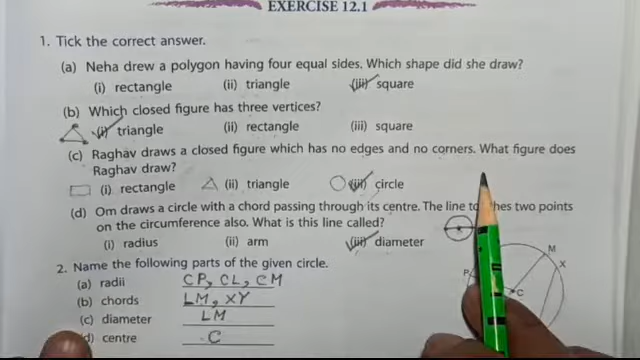 EXERCISE 12.1
1. Tick the correct answer.
(a) Neha drew a polygon having four equal sides. Which shape did she draw?
(i) rectangle (ii) triangle (iii) square
(b) Which closed figure has three vertices?
(i) triangle (ii) rectangle (iii) square
(c) Raghav draws a closed figure which has no edges and no corners. What figure does
Raghav draw?
(i) rectangle (ii) triangle (iii) circle
(d) Om draws a circle with a chord passing through its centre. The line two points
on the circumference also. What is this line called?
(i) radius (ii) arm (iii) diameter
2. Name the following parts of the given circle.
(a) radii CP, CL, CM
(b) chords LM, XY
(c) diameter LM
(d) centre C
M
X
P
C